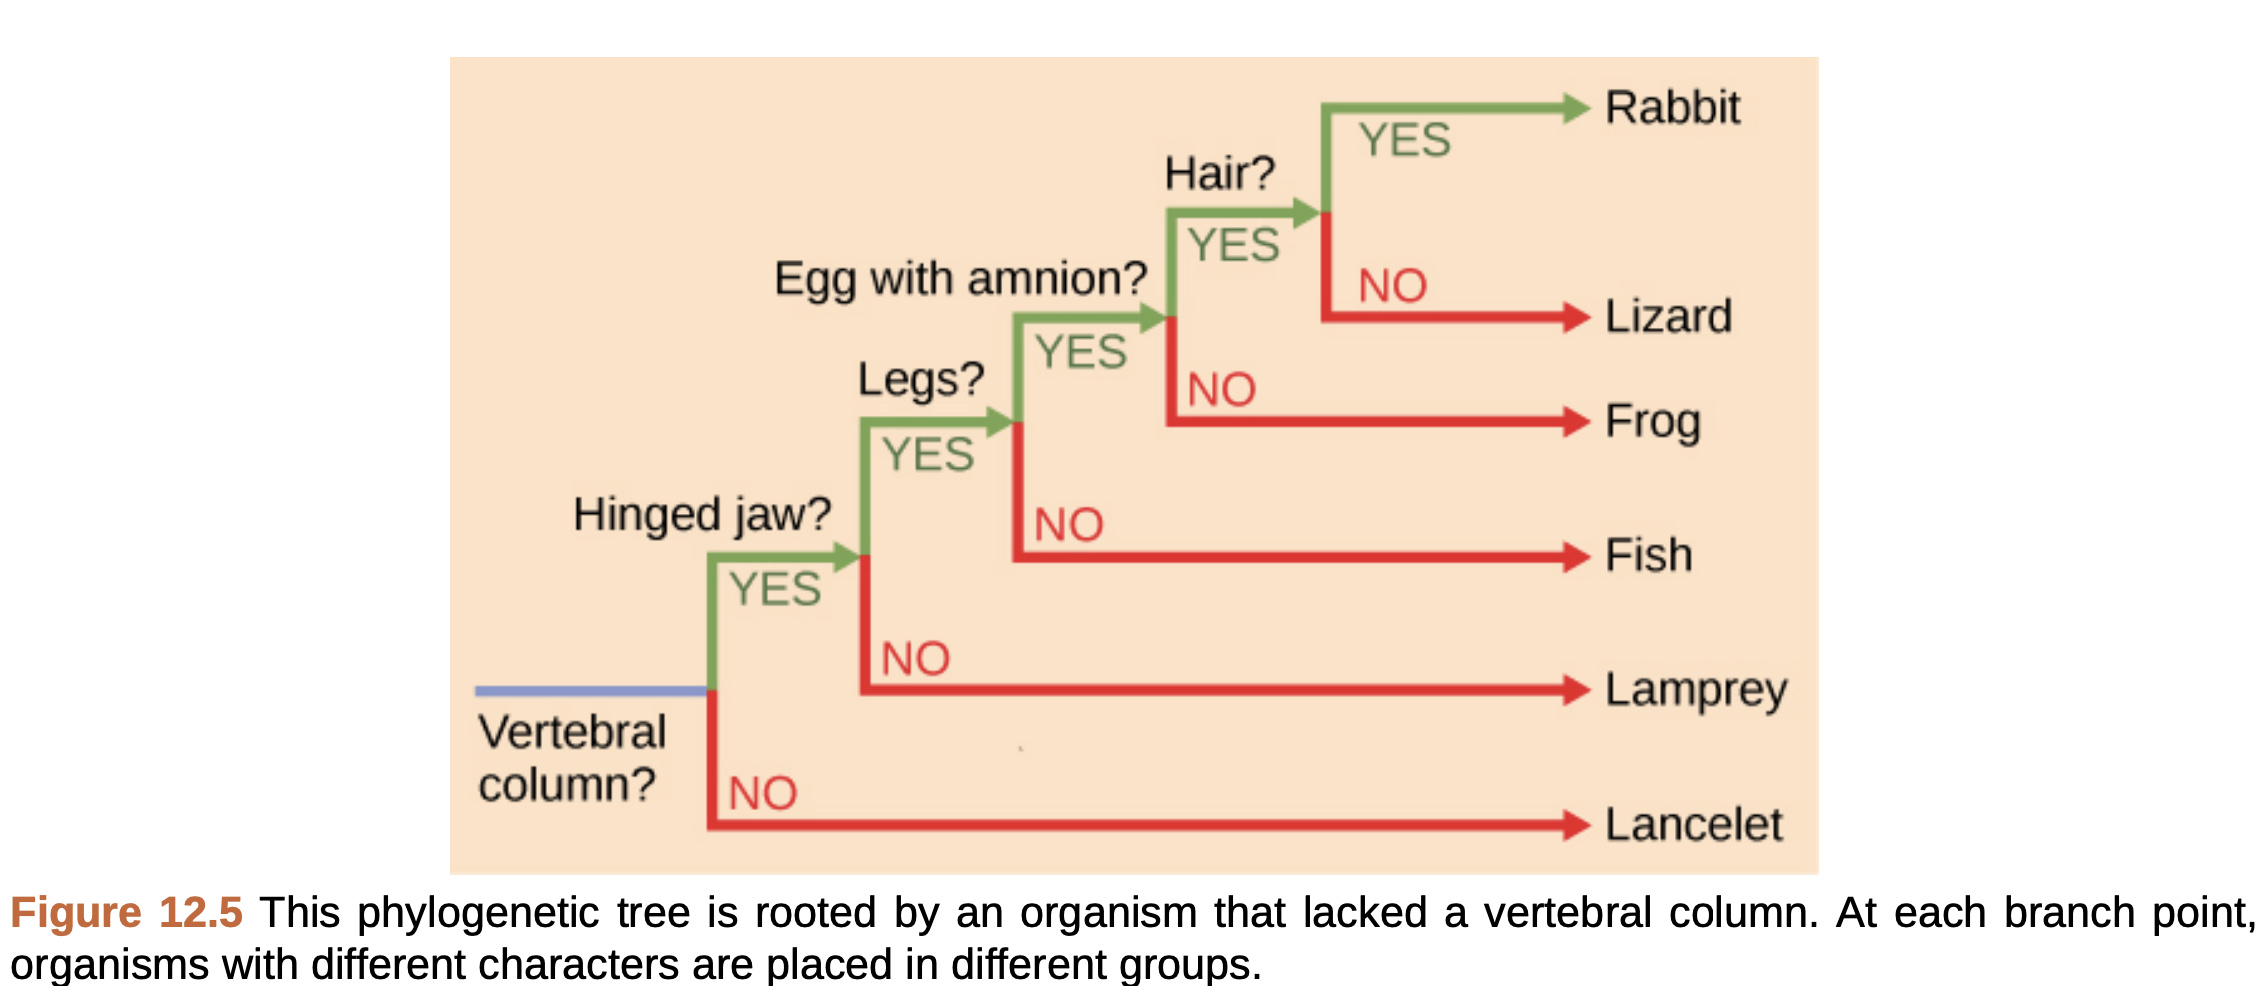 Rabbit
YES
Hair?
YES
Egg with amnion?
NO
Lizard
YES
Legs?
NO
Frog
YES
Hinged jaw?
NO
Fish
YES
NO
Lamprey
Vertebral
column?
NO
Lancelet
Figure 12.5 This phylogenetic tree is rooted by an organism that lacked a vertebral column. At each branch point,
organisms with different characters are placed in different groups.